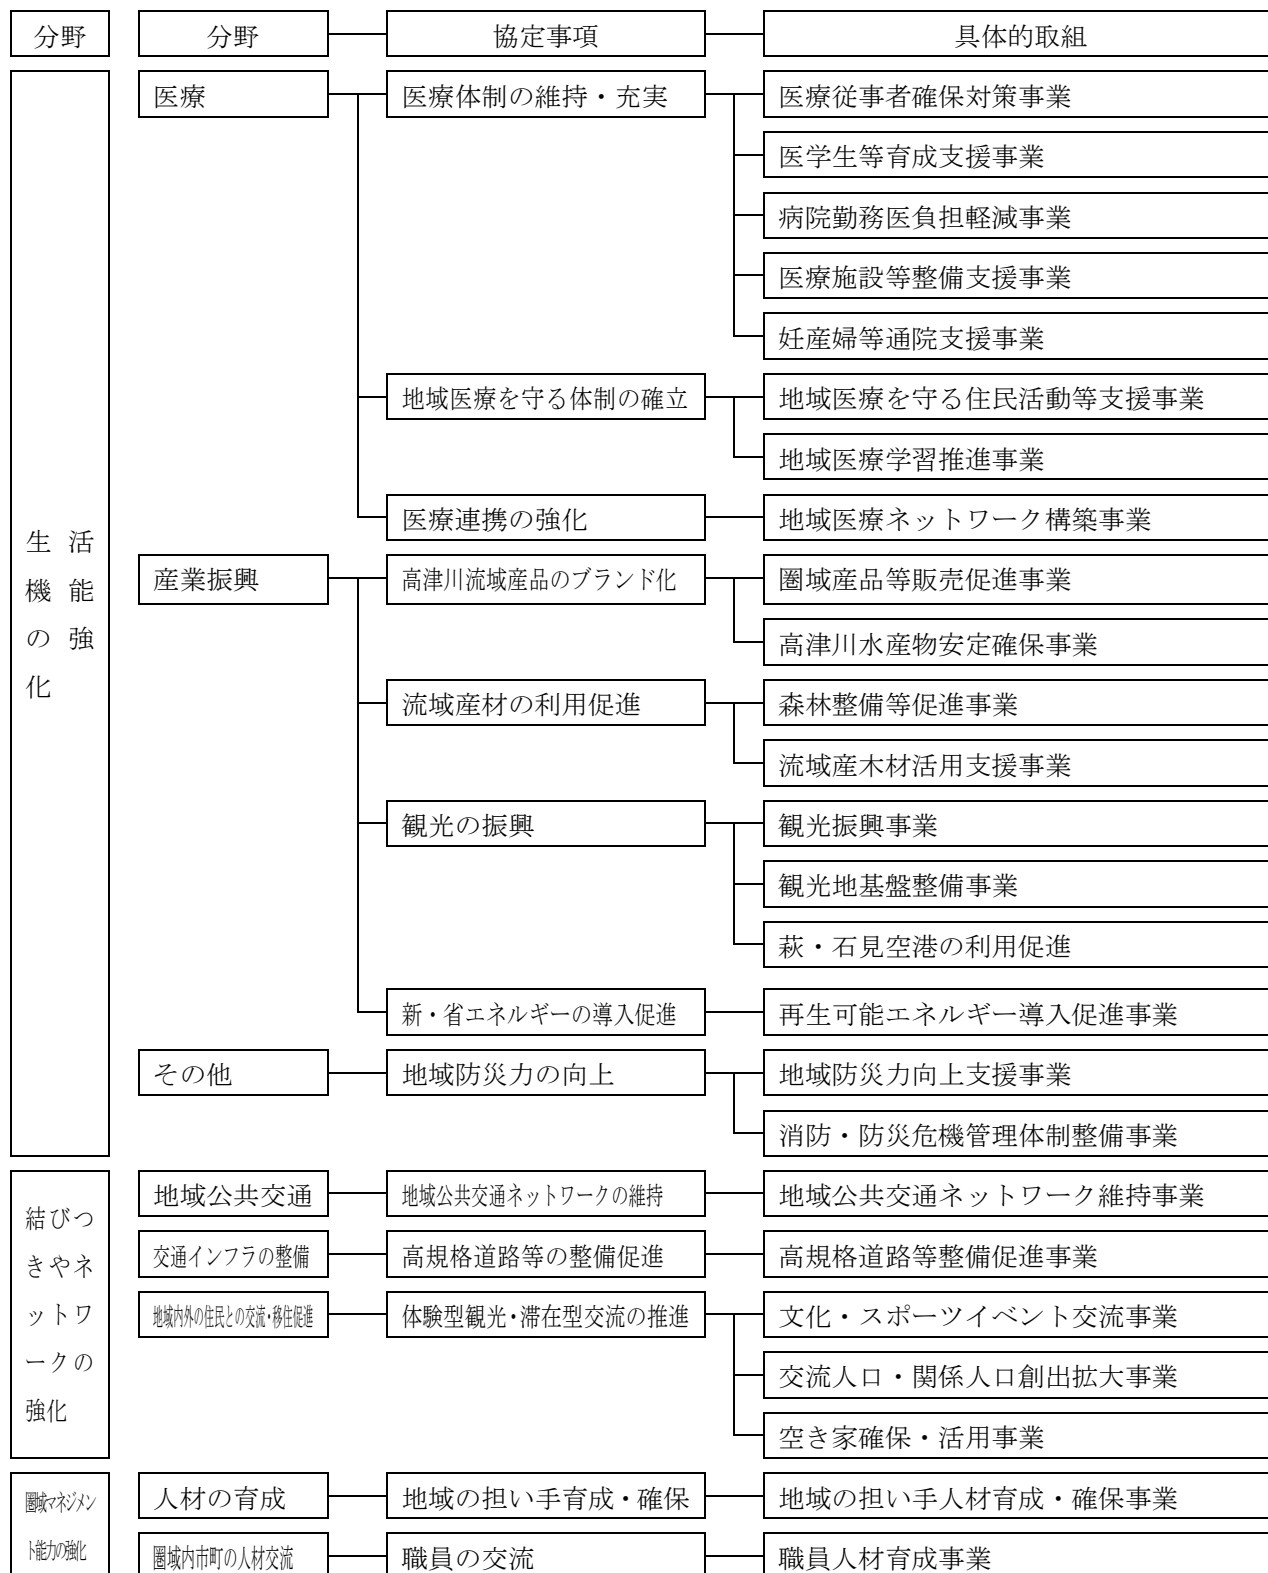 分野 分野 協定事項 具体的取組
生活機能の強化
医療 医療体制の維持・充実 医療従事者確保対策事業
医学生等育成支援事業
病院勤務医負担軽減事業
医療施設等整備支援事業
妊産婦等通院支援事業
地域医療を守る体制の確立 地域医療を守る住民活動等支援事業
地域医療学習推進事業
医療連携の強化 地域医療ネットワーク構築事業
産業振興 高津川流域産品のブランド化 圏域産品等販売促進事業
高津川水産物安定確保事業
流域産材の利用促進 森林整備等促進事業
流域産木材活用支援事業
観光の振興 観光振興事業
観光地基盤整備事業
萩・石見空港の利用促進
新・省エネルギーの導入促進 再生可能エネルギー導入促進事業
その他 地域防災力の向上 地域防災力向上支援事業
消防・防災危機管理体制整備事業
結びつきやネットワークの強化
地域公共交通 地域公共交通ネットワークの維持 地域公共交通ネットワーク維持事業
交通インフラの整備 高規格道路等の整備促進 高規格道路等整備促進事業
地域内外の住民との交流・移住促進 体験型観光・滞在型交流の推進 文化・スポーツイベント交流事業
交流人口・関係人口創出拡大事業
空き家確保・活用事業
圏域マネジメント能力の強化
人材の育成 地域の担い手育成・確保 地域の担い手人材育成・確保事業
圏域内市町の人材交流 職員の交流 職員人材育成事業